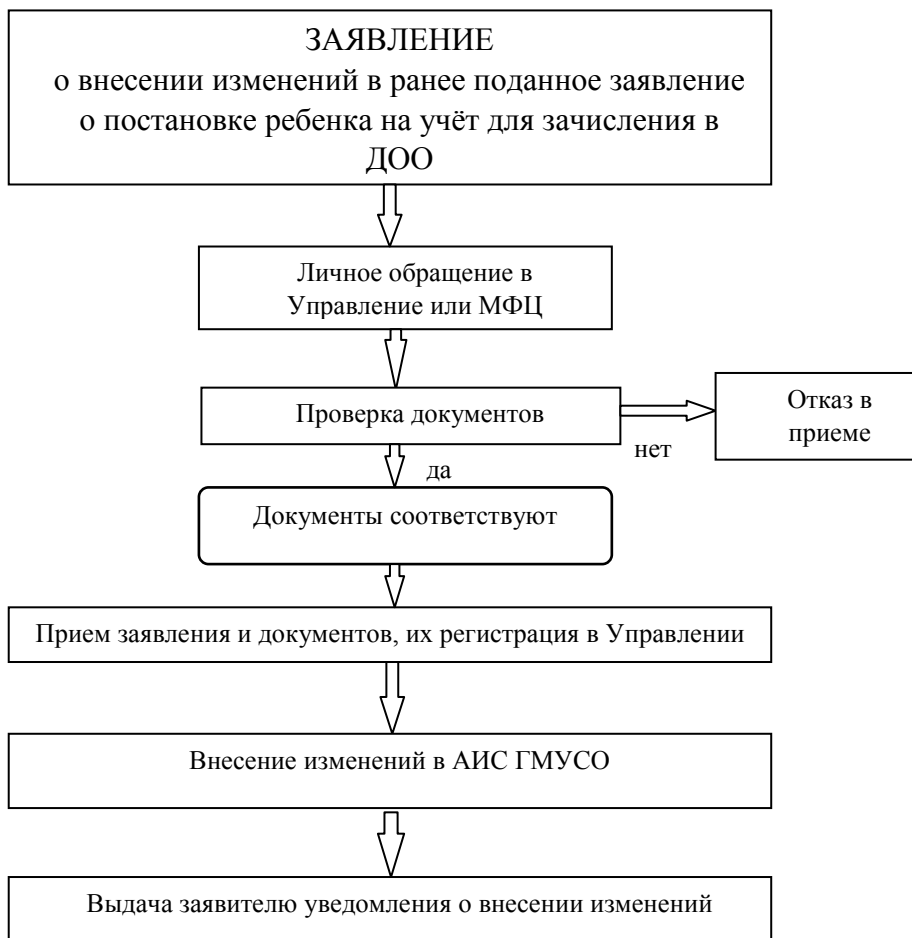 ЗАЯВЛЕНИЕ
о внесении изменений в ранее поданное заявление
о постановке ребенка на учёт для зачисления в
ДОО
Личное обращение в
Управление или МФЦ
Проверка документов
Отказ в
приеме
нет
да
Документы соответствуют
Прием заявления и документов, их регистрация в Управлении
Внесение изменений в АИС ГМУСО
Выдача заявителю уведомления о внесении изменений